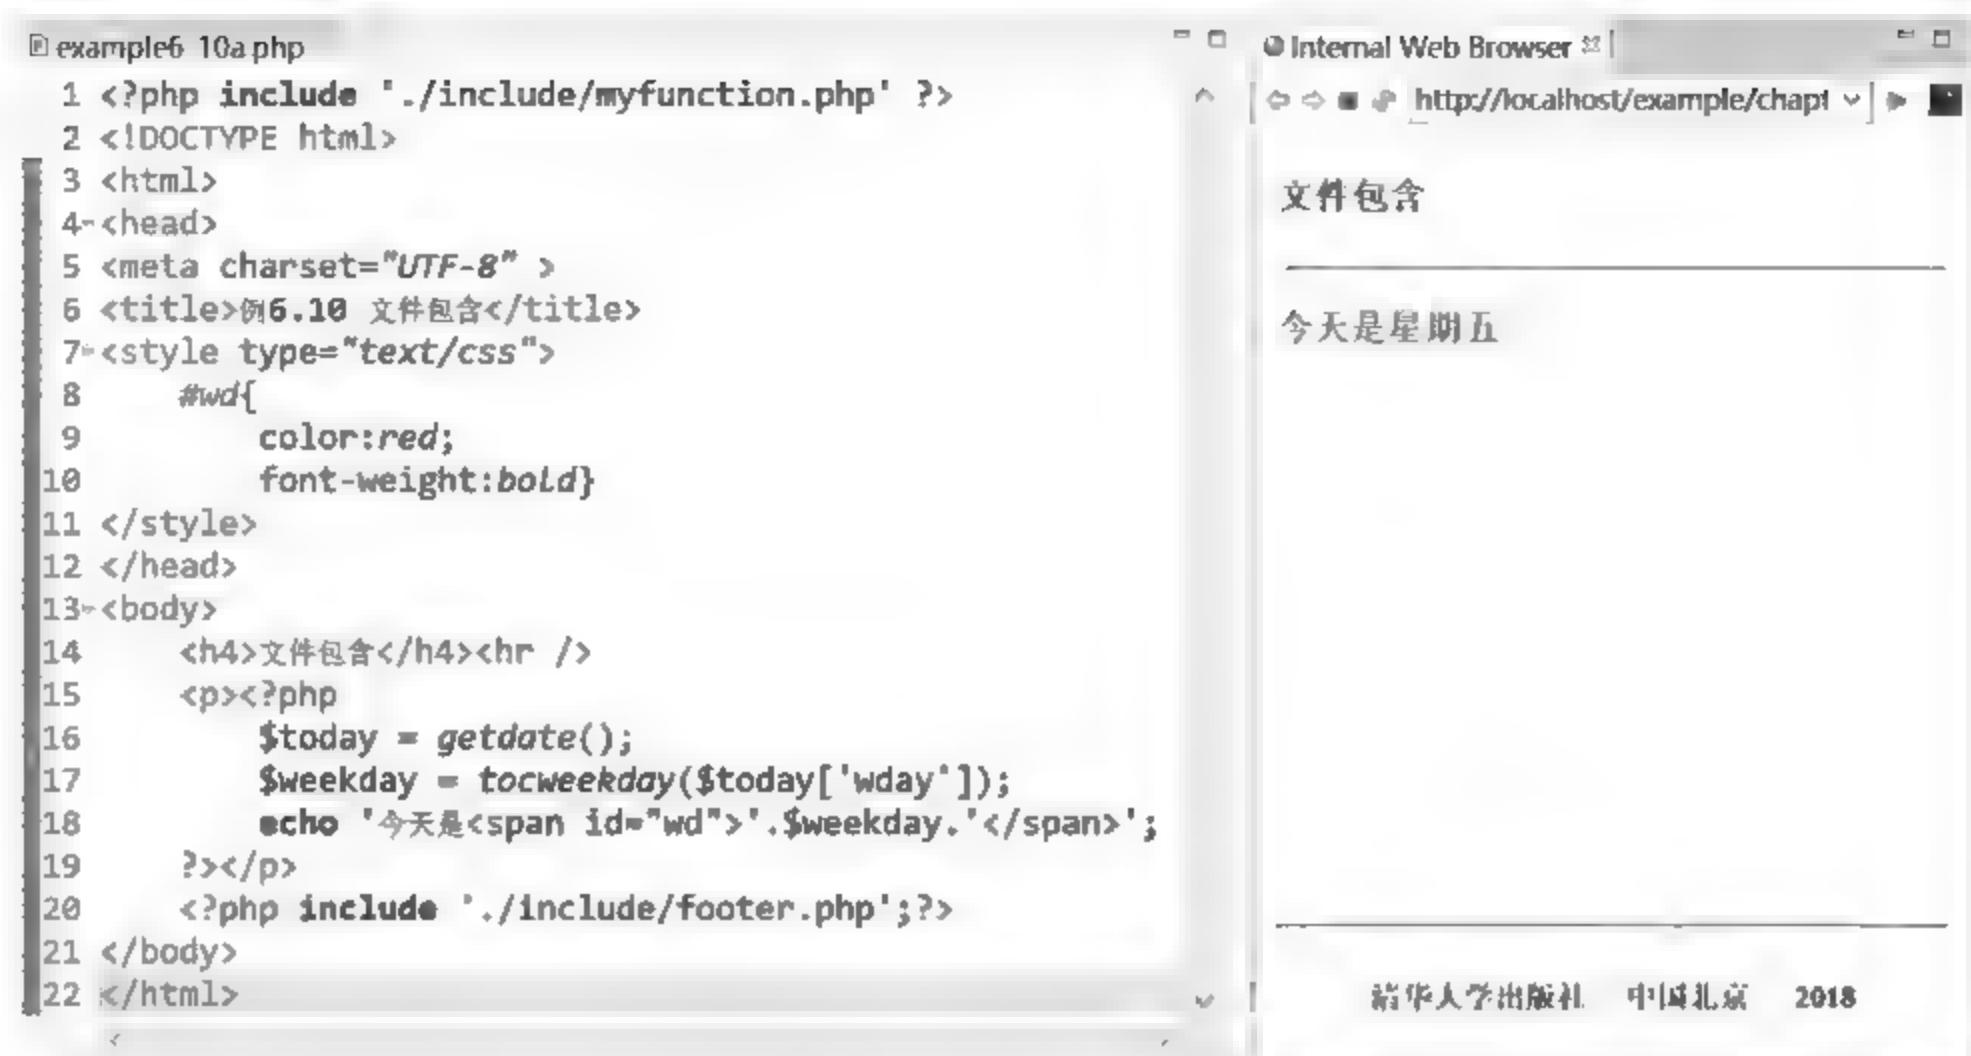 example6_10a.php
1 <?php include './include/myfunction.php' ?>
2 <!DOCTYPE html>
3 <html>
4 <head>
5 <meta charset="UTF-8" >
6 <title>例6.10 文件包含</title>
7 <style type="text/css">
8 #wd{
9 color:red;
10 font-weight:bold}
11 </style>
12 </head>
13 <body>
14 <h4>文件包含</h4><hr />
15 <p><?php
16 $today = getdate();
17 $weekday = tocweekday($today['wday']);
18 echo '今天是<span id="wd">'.$weekday.'</span>';
19 ?></p>
20 <?php include './include/footer.php';?>
21 </body>
22 </html>
Internal Web Browser
http://localhost/example/chapt
文件包含
今天是星期五
清华大学出版社 中国北京 2018